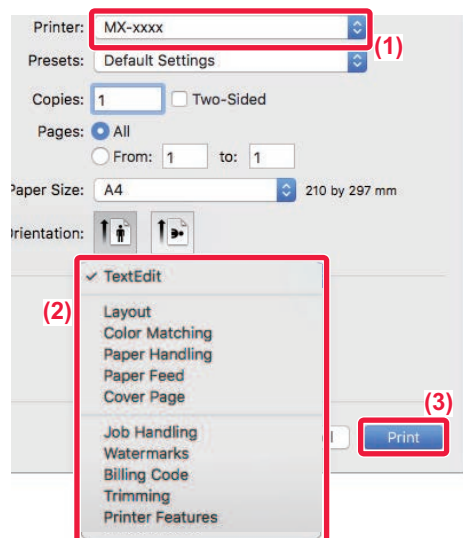 Printer: MX-xxxx
(1)
Presets: Default Settings
Copies: 1 Two-Sided
Pages: All
From: 1 to: 1
Paper Size: A4 210 by 297 mm
rientation:
(2)
✓ TextEdit
Layout
Color Matching
Paper Handling
Paper Feed
Cover Page
(3)
Job Handling
l Print
Watermarks
Billing Code
Trimming
Printer Features